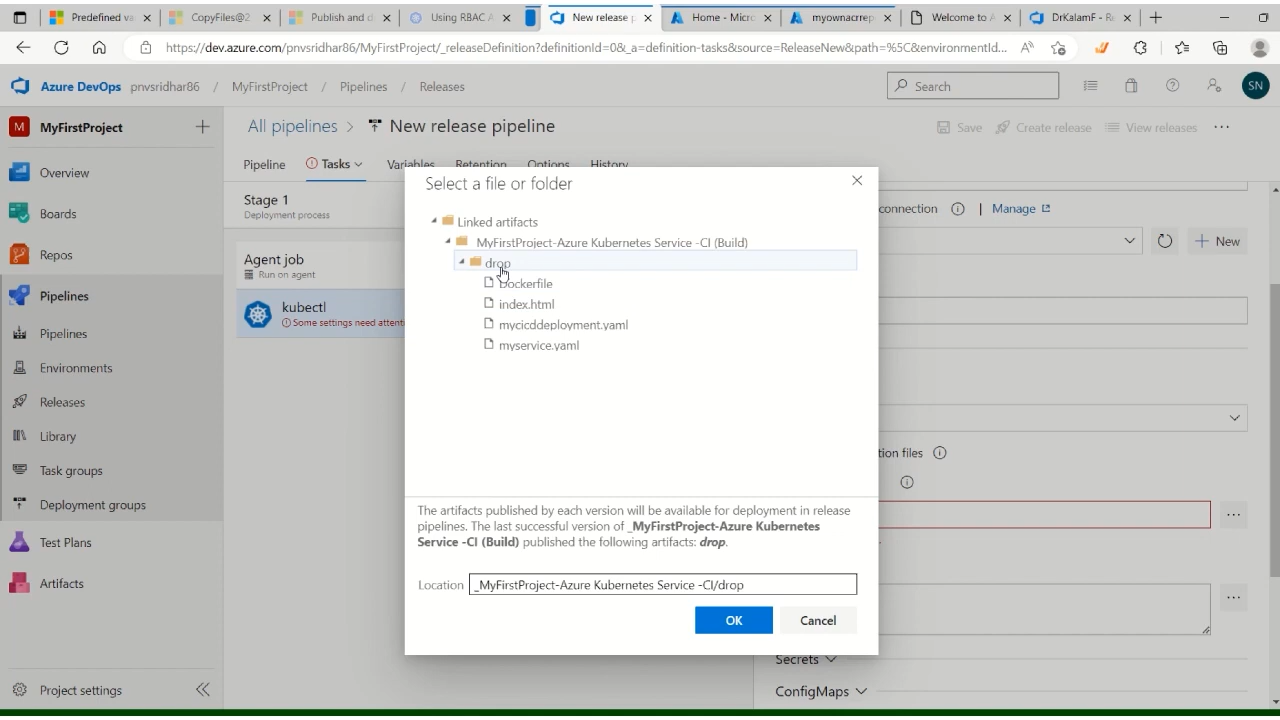 Predefined va
CopyFiles@2
Publish and d
Using RBAC A
New release p
Home - Micro
myownacrrep
Welcome to A
DrKalamF - R
https://dev.azure.com/pnvsridhar86/MyFirstProject/_releaseDefinition?definitionId=0&_a=definition-tasks&source=ReleaseNew&path=%5C&environmentId...
Azure DevOps pnvsridhar86 / MyFirstProject / Pipelines / Releases
Search
SN
M MyFirstProject
All pipelines > New release pipeline
Save Create release View releases ...
Overview
Pipeline Tasks Variables Retention Options History
Boards
Stage 1
Deployment process
Repos
Agent job
Run on agent
Pipelines
kubectl
Some settings need attenti
Pipelines
Environments
Releases
Library
Task groups
Deployment groups
Test Plans
Artifacts
Project settings
Select a file or folder
Linked artifacts
MyFirstProject-Azure Kubernetes Service -CI (Build)
drop
Dockerfile
index.html
mycicddeployment.yaml
myservice.yaml
The artifacts published by each version will be available for deployment in release
pipelines. The last successful version of _MyFirstProject-Azure Kubernetes
Service -CI (Build) published the following artifacts: drop.
Location _MyFirstProject-Azure Kubernetes Service -CI/drop
OK Cancel
connection | Manage
New
tion files
Secrets
ConfigMaps